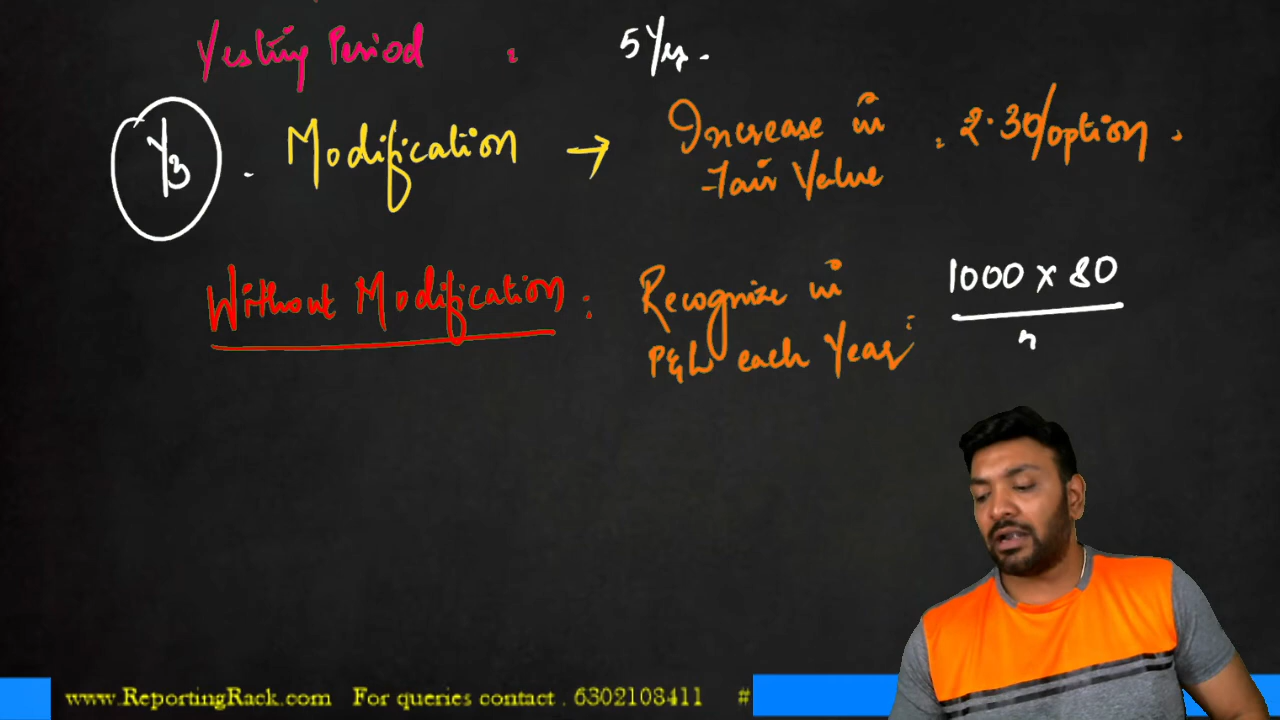 Vesting Period : 5 Yrs.
Y3 . Modification → Increase in Fair Value = ₹.30/option.
Without Modification : Recognize in P&L each Year : 1000 x 80
n
www.ReportingRack.com For queries contact . 6302108411 #